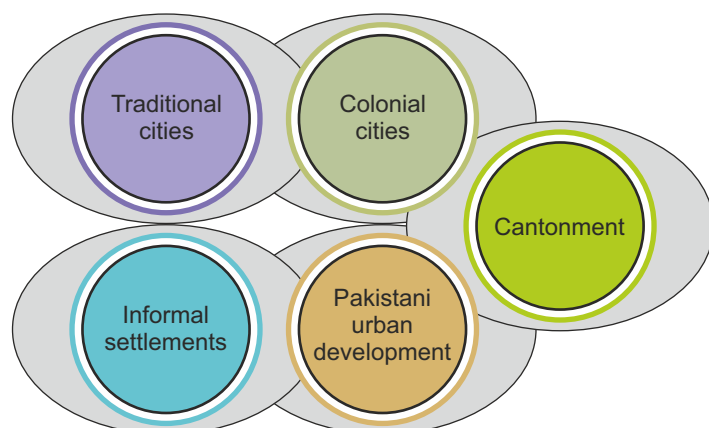 Traditional
cities
Colonial
cities
Cantonment
Informal
settlements
Pakistani
urban
development